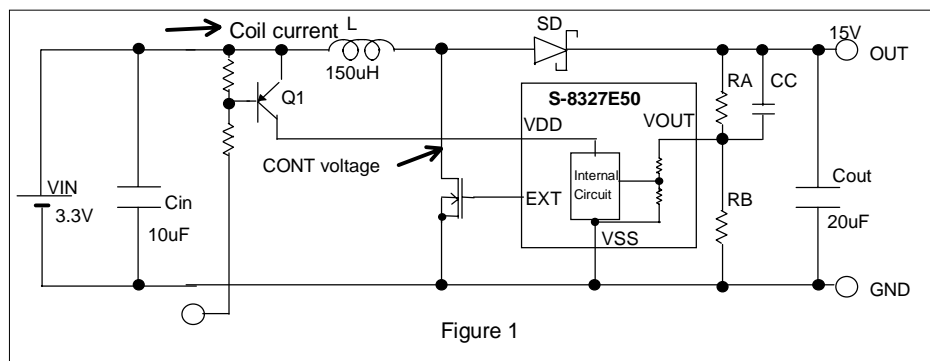 Coil current
L
SD
15V
OUT
150uH
RA
CC
Q1
S-8327E50
VDD
VOUT
CONT voltage
Internal
Circuit
VIN
3.3V
Cin
10uF
EXT
RB
Cout
20uF
VSS
GND
Figure 1